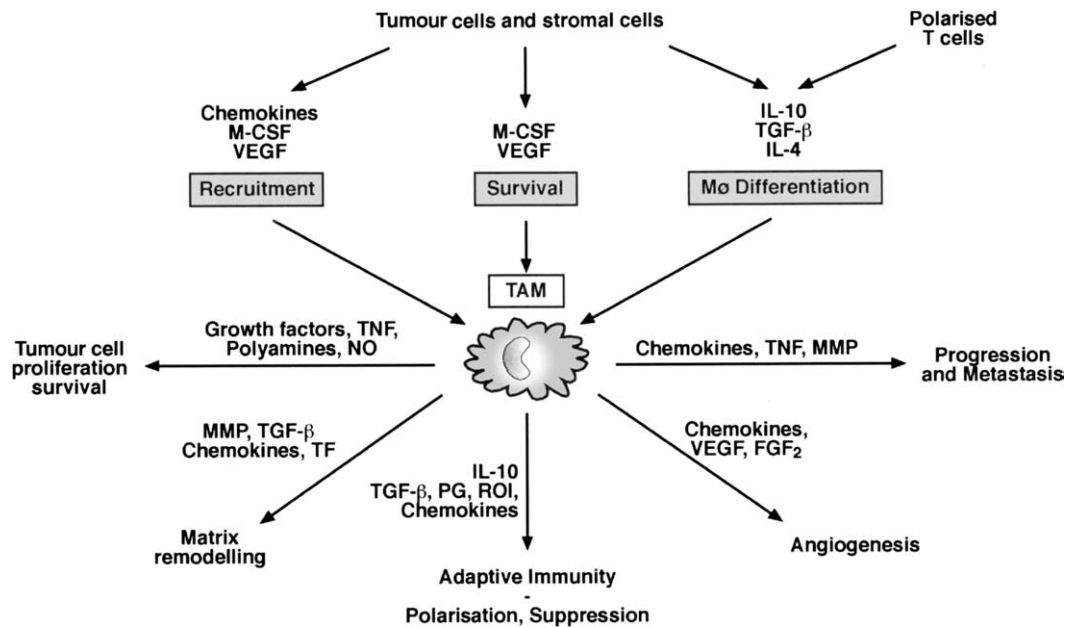 Tumour cells and stromal cells
Polarised
T cells
Chemokines
M-CSF
VEGF
M-CSF
VEGF
IL-10
TGF-β
IL-4
Recruitment
Survival
Mø Differentiation
TAM
Growth factors, TNF,
Polyamines, NO
Chemokines, TNF, MMP
Tumour cell
proliferation
survival
Progression
and Metastasis
MMP, TGF-β
Chemokines, TF
Chemokines,
VEGF, FGF₂
IL-10
TGF-β, PG, ROI,
Chemokines
Matrix
remodelling
Angiogenesis
Adaptive Immunity
-
Polarisation, Suppression